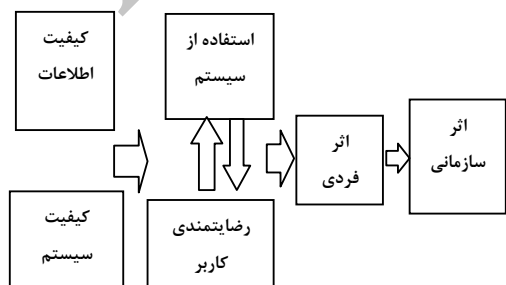 کیفیت
اطلاعات
استفاده از
سیستم
اثر
فردی
اثر
سازمانی
کیفیت
سیستم
رضایتمندی
کاربر